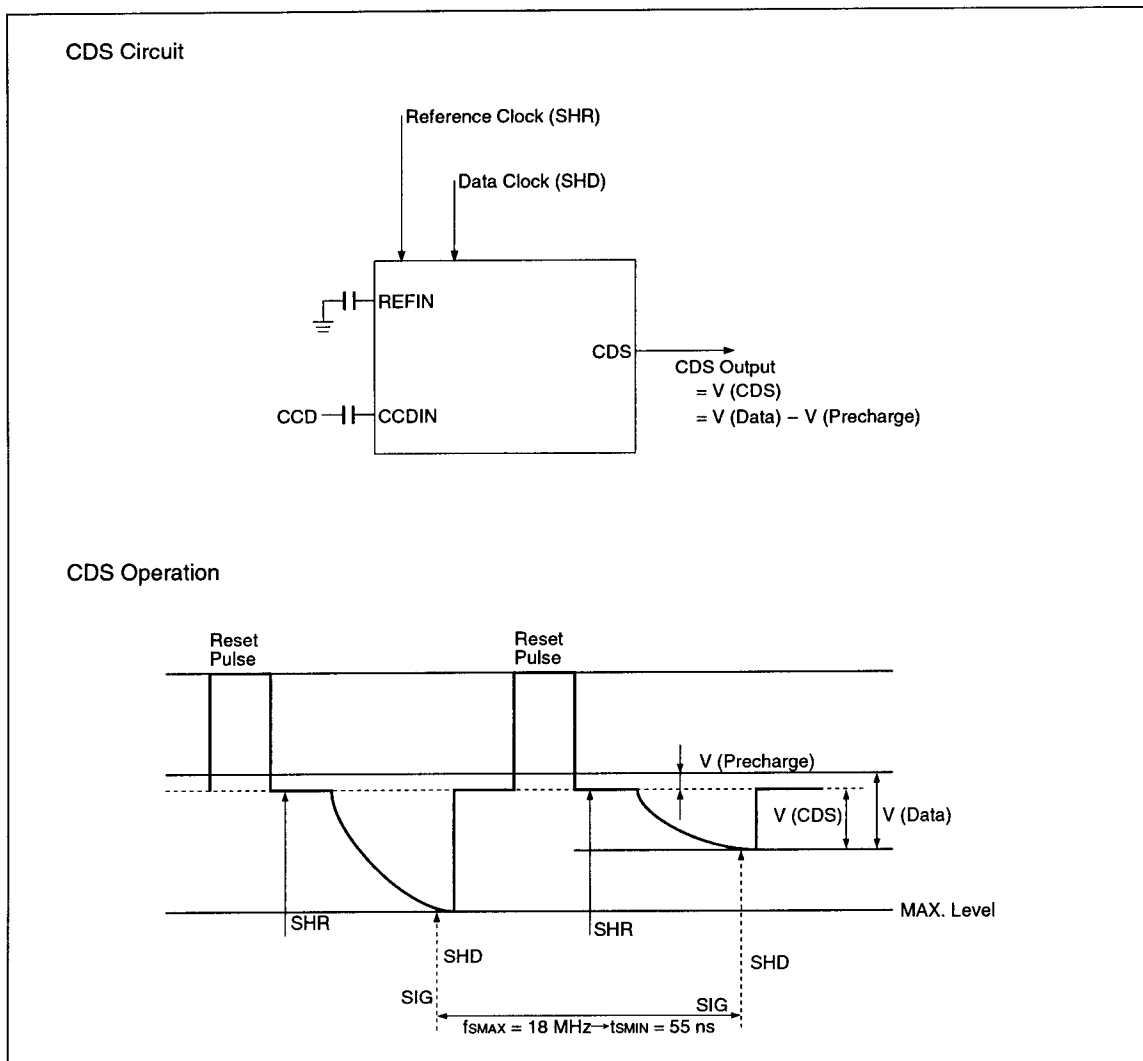 CDS Circuit
Reference Clock (SHR)
Data Clock (SHD)
REFIN
CDS
CDS Output
= V (CDS)
= V (Data) – V (Precharge)
CCD
CCDIN
CDS Operation
Reset
Pulse
Reset
Pulse
V (Precharge)
V (CDS)
V (Data)
MAX. Level
SHR
SHR
SHD
SHD
SIG
SIG
fSMAX = 18 MHz→tSMIN = 55 ns